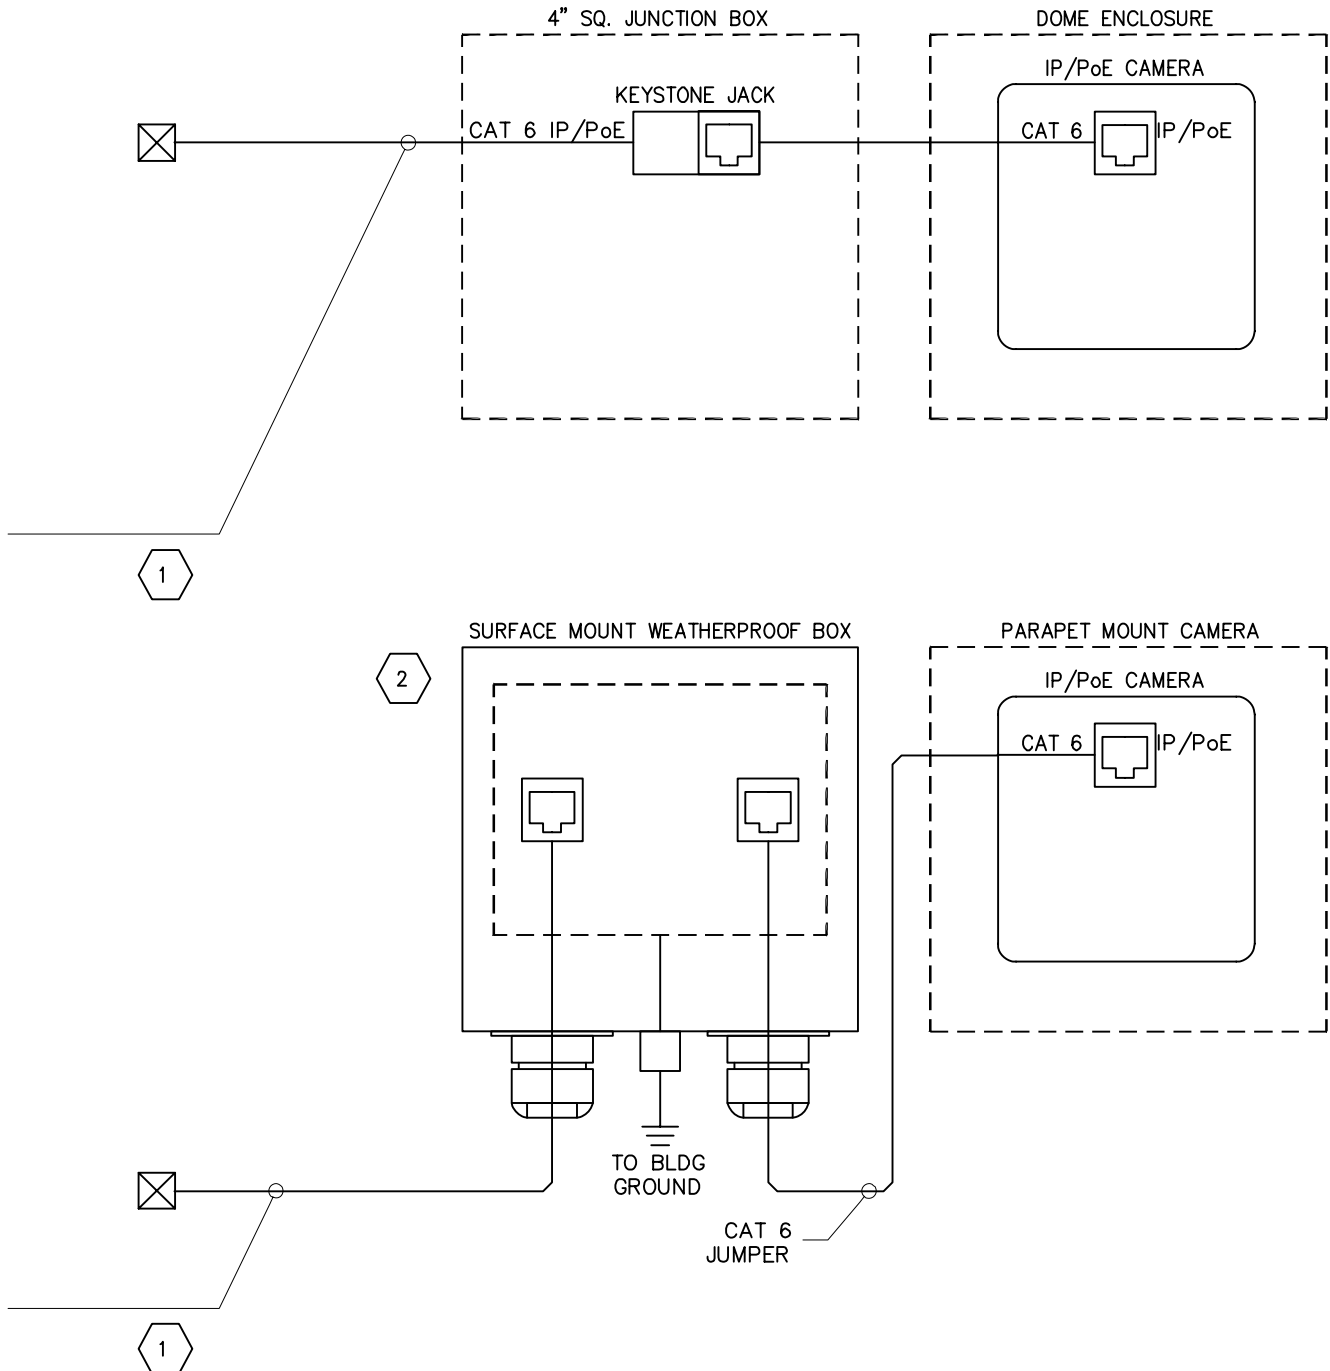 4" SQ. JUNCTION BOX
DOME ENCLOSURE
IP/PoE CAMERA
KEYSTONE JACK
CAT 6 IP/PoE
CAT 6
IP/PoE
1
SURFACE MOUNT WEATHERPROOF BOX
PARAPET MOUNT CAMERA
2
IP/PoE CAMERA
CAT 6
IP/PoE
TO BLDG
GROUND
CAT 6
JUMPER
1